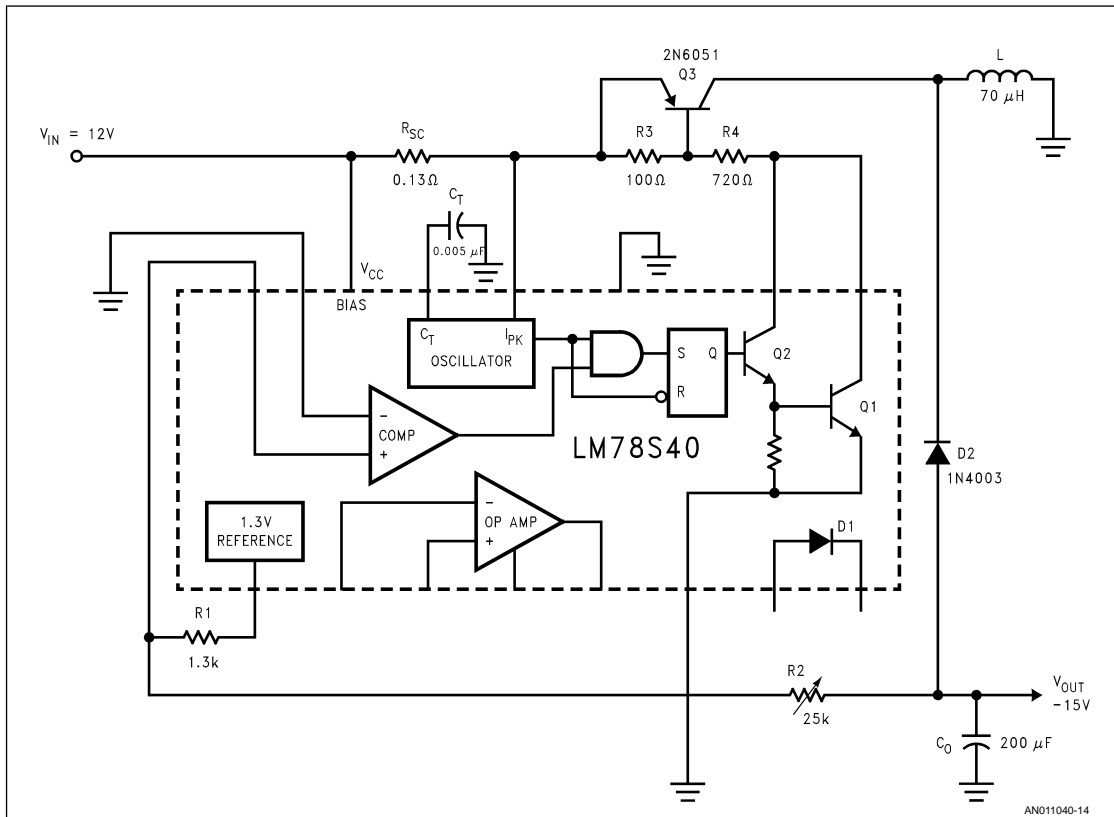 2N6051
Q3
L
70 μH
V_IN = 12V
R_SC
0.13Ω
R3
100Ω
R4
720Ω
C_T
0.005 μF
V_CC
BIAS
C_T
I_PK
OSCILLATOR
S
Q
R
Q2
Q1
-
COMP
+
LM78S40
D2
1N4003
-
OP AMP
+
1.3V
REFERENCE
D1
R1
1.3k
R2
25k
V_OUT
-15V
C_O
200 μF
AN011040-14